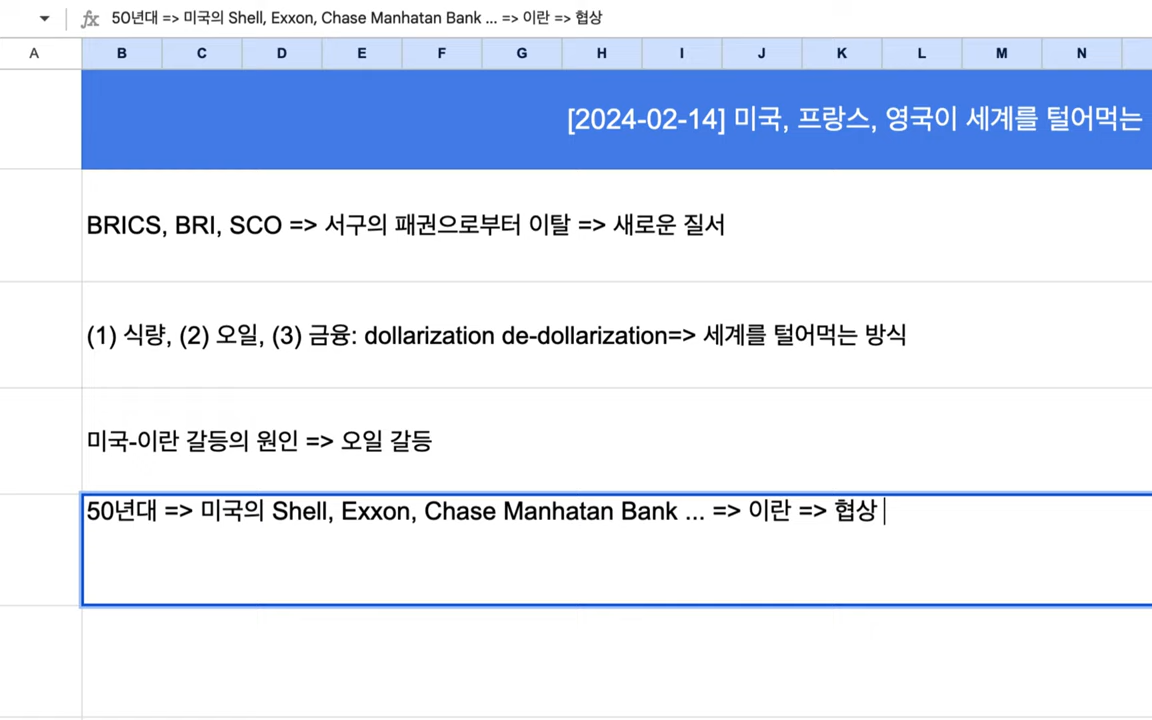 fx 50년대 => 미국의 Shell, Exxon, Chase Manhatan Bank ... => 이란 => 협상
A B C D E F G H I J K L M N
[2024-02-14] 미국, 프랑스, 영국이 세계를 털어먹는
BRICS, BRI, SCO => 서구의 패권으로부터 이탈 => 새로운 질서
(1) 식량, (2) 오일, (3) 금융: dollarization de-dollarization=> 세계를 털어먹는 방식
미국-이란 갈등의 원인 => 오일 갈등
50년대 => 미국의 Shell, Exxon, Chase Manhatan Bank ... => 이란 => 협상